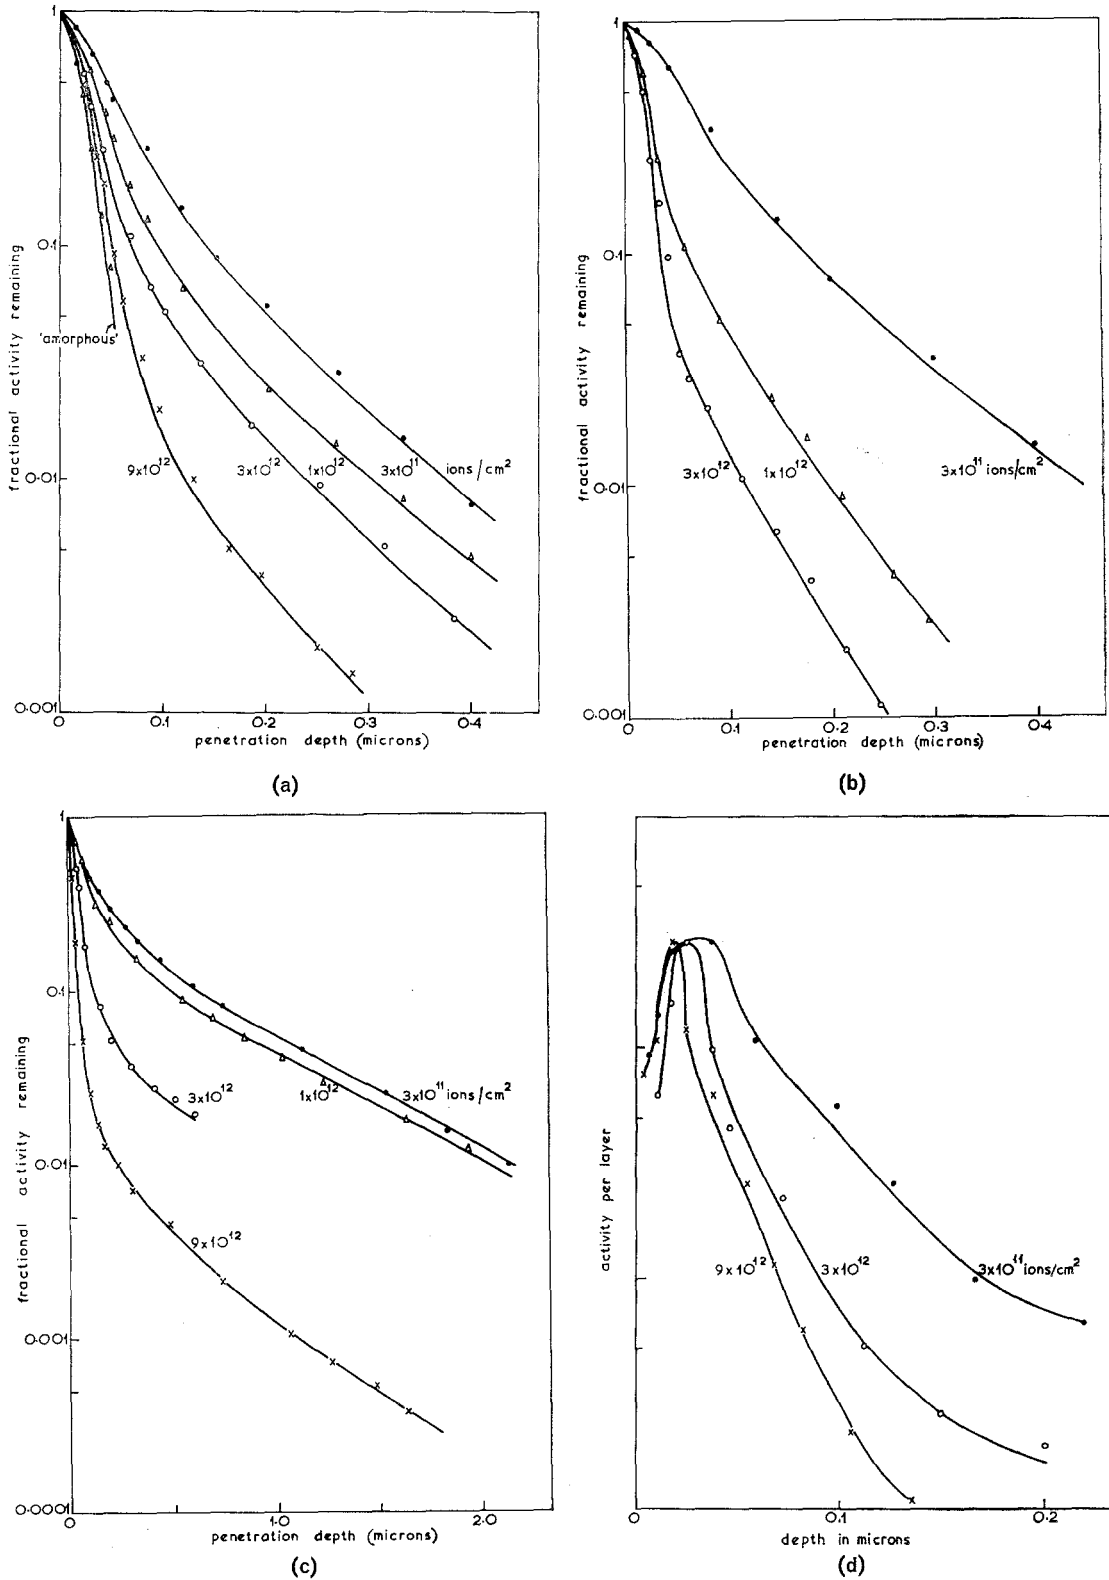 fractional activity remaining
1
0.1
0.01
0.001
'amorphous'
9x10¹²
3x10¹²
1x10¹²
3x10¹¹ ions/cm²
0
0.1
0.2
0.3
0.4
penetration depth (microns)
(a)
fractional activity remaining
1
0.1
0.01
0.001
3x10¹²
1x10¹²
3x10¹¹ ions/cm²
0
0.1
0.2
0.3
0.4
penetration depth (microns)
(b)
fractional activity remaining
1
0.1
0.01
0.001
0.0001
3x10¹²
1x10¹²
3x10¹¹ ions/cm²
9x10¹²
0
1.0
2.0
penetration depth (microns)
(c)
activity per layer
9x10¹²
3x10¹²
3x10¹¹ ions/cm²
0
0.1
0.2
depth in microns
(d)